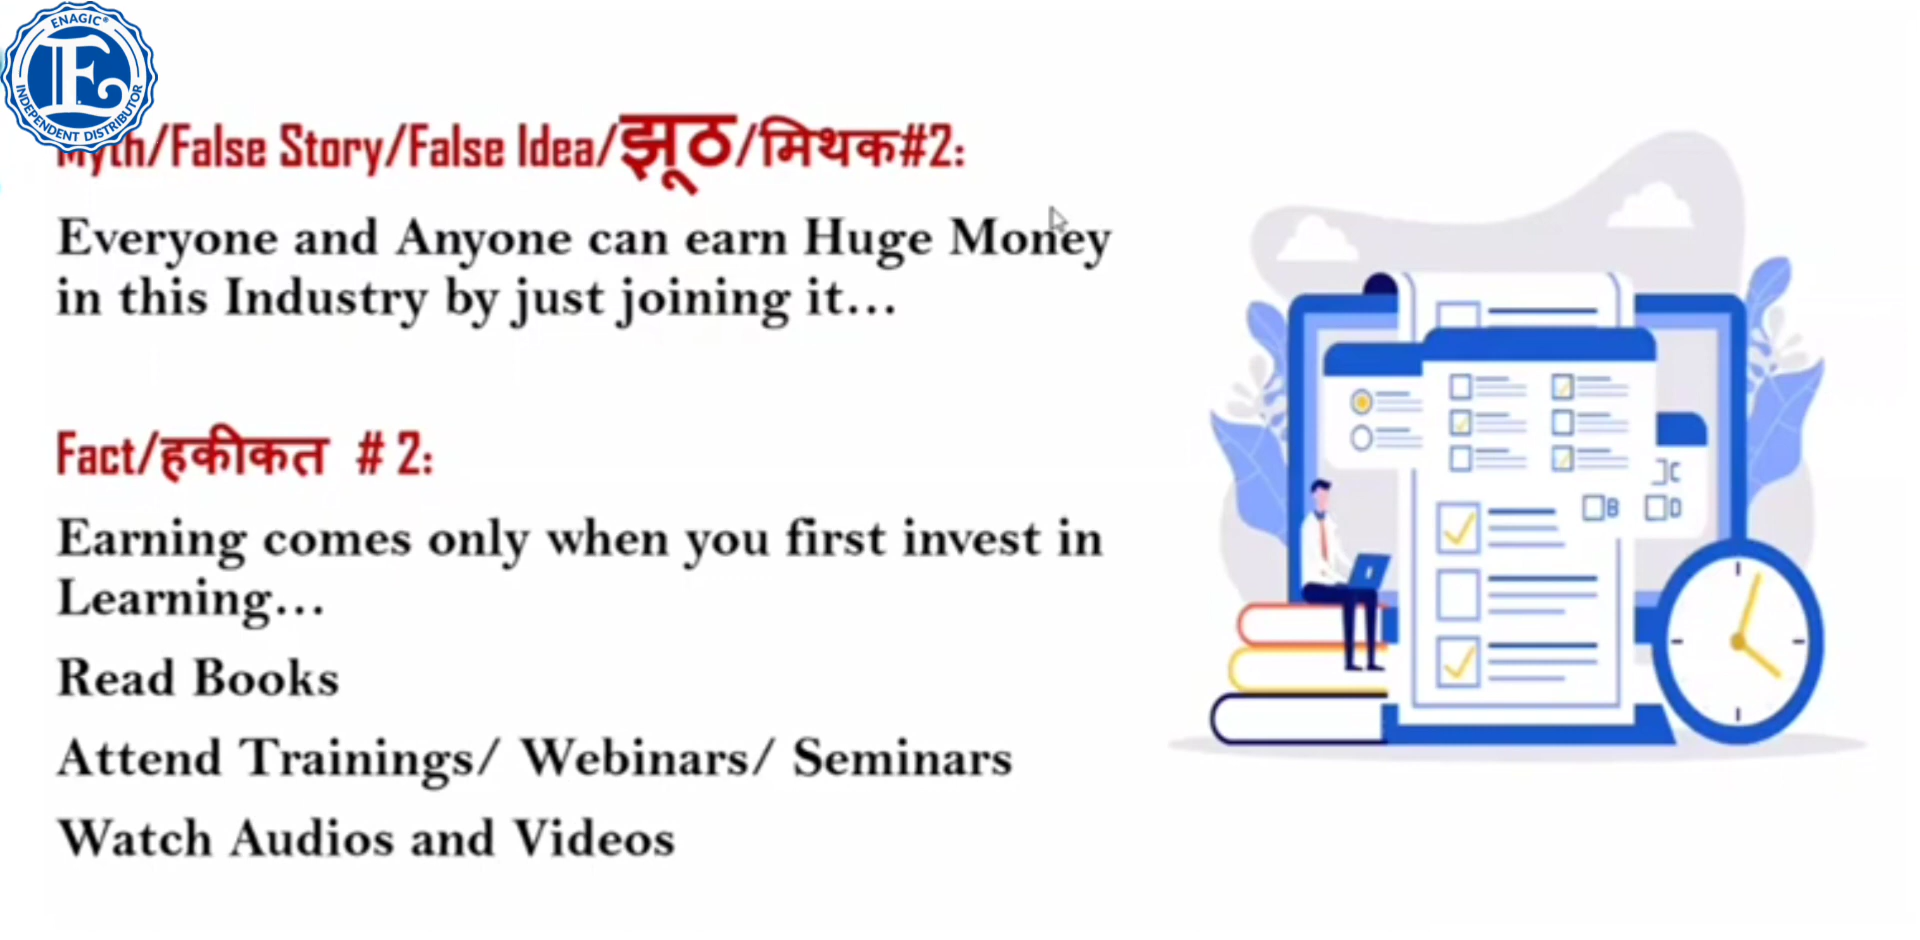 ENAGIC®
E
INDEPENDENT DISTRIBUTOR
Myth/False Story/False Idea/झूठ/मिथक#2:
Everyone and Anyone can earn Huge Money
in this Industry by just joining it...
Fact/हकीकत # 2:
Earning comes only when you first invest in
Learning...
Read Books
Attend Trainings/ Webinars/ Seminars
Watch Audios and Videos
C
B D